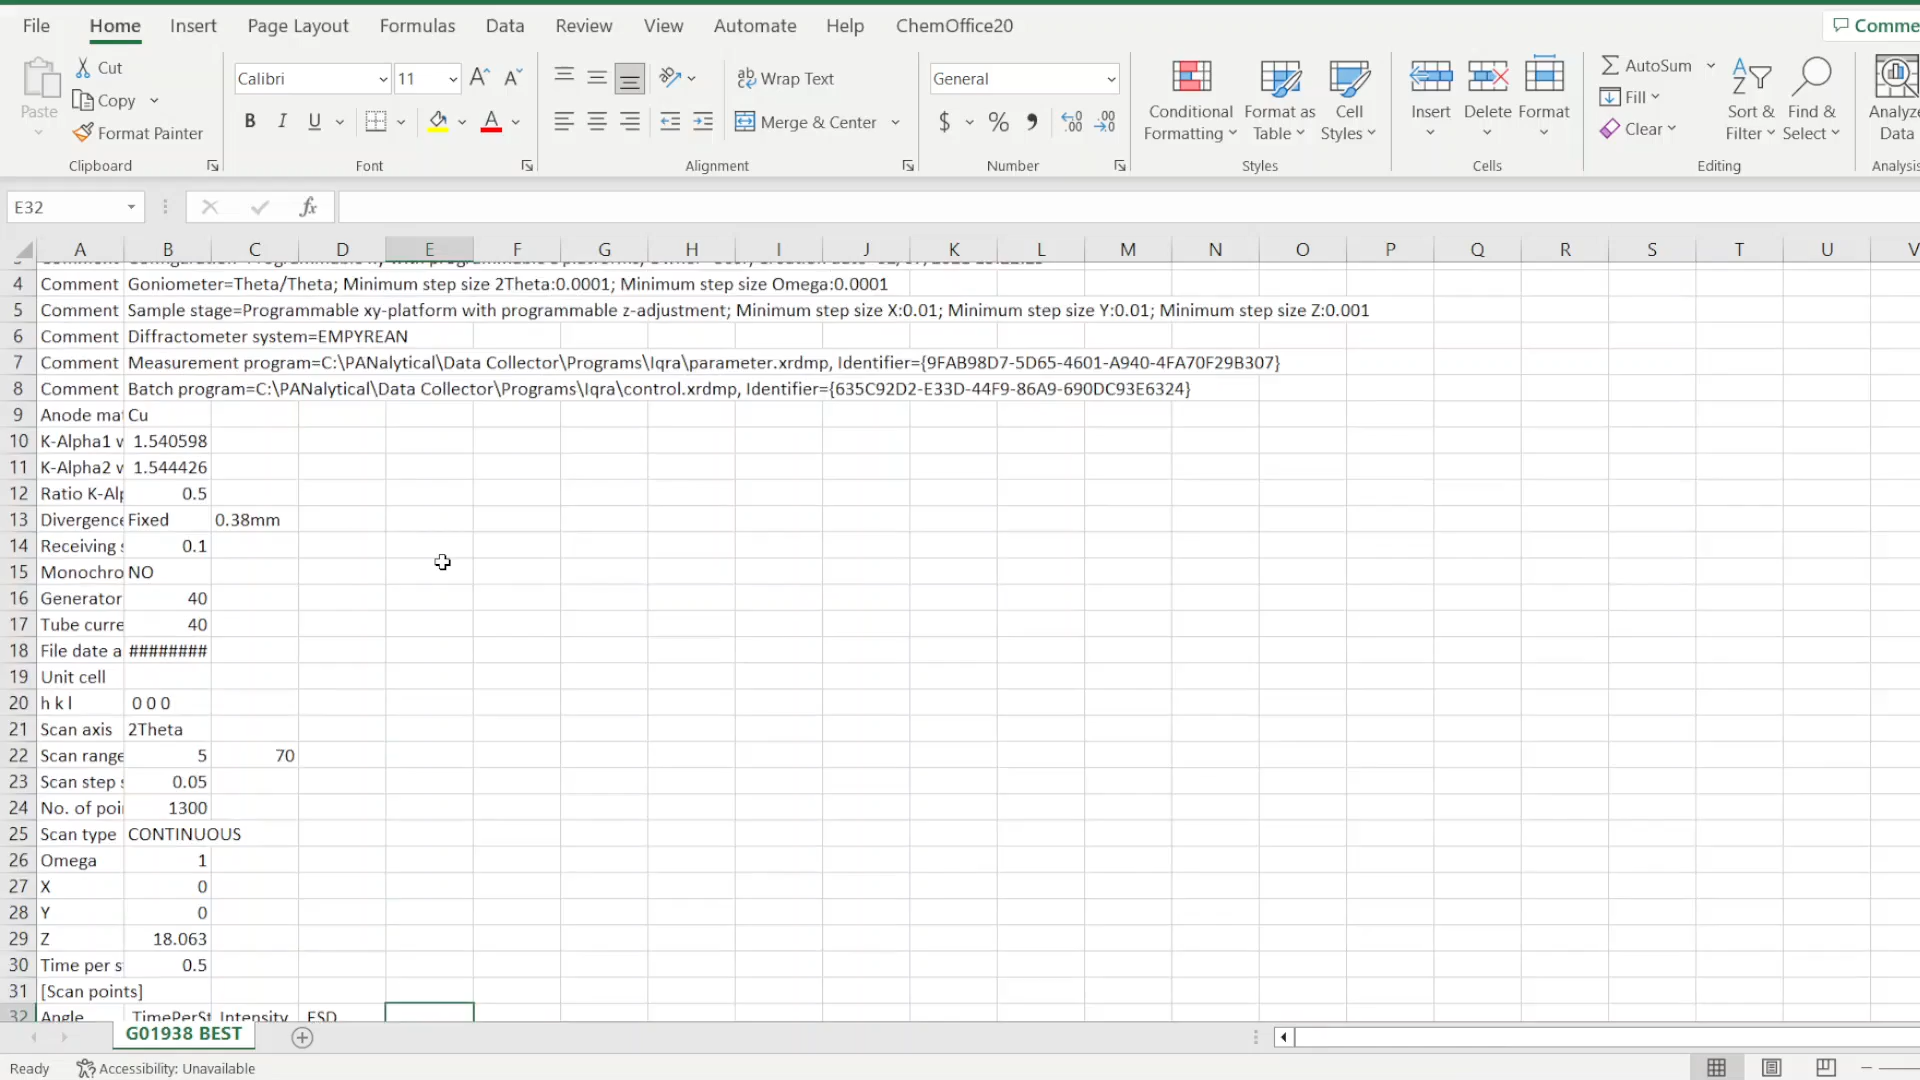 File Home Insert Page Layout Formulas Data Review View Automate Help ChemOffice20 Comme
Paste
Cut
Copy
Format Painter
Clipboard
Calibri 11
B I U A
Font
ab Wrap Text
Merge & Center
Alignment
General
$ % 9 .00 .00
Number
Conditional Formatting
Format as Table
Cell Styles
Styles
Insert Delete Format
Cells
AutoSum
Fill
Clear
Sort & Filter
Find & Select
Editing
Analyze Data
Analysis
E32 fx
A B C D E F G H I J K L M N O P Q R S T U V
4 Comment Goniometer=Theta/Theta; Minimum step size 2Theta:0.0001; Minimum step size Omega:0.0001
5 Comment Sample stage=Programmable xy-platform with programmable z-adjustment; Minimum step size X:0.01; Minimum step size Y:0.01; Minimum step size Z:0.001
6 Comment Diffractometer system=EMPYREAN
7 Comment Measurement program=C:\PANalytical\Data Collector\Programs\Iqra\parameter.xrdmp, Identifier={9FAB98D7-5D65-4601-A940-4FA70F29B307}
8 Comment Batch program=C:\PANalytical\Data Collector\Programs\Iqra\control.xrdmp, Identifier={635C92D2-E33D-44F9-86A9-690DC93E6324}
9 Anode ma Cu
10 K-Alpha1 w 1.540598
11 K-Alpha2 w 1.544426
12 Ratio K-Alp 0.5
13 Divergence Fixed 0.38mm
14 Receiving s 0.1
15 Monochro NO
16 Generator 40
17 Tube curre 40
18 File date a ########
19 Unit cell
20 h k l 0 0 0
21 Scan axis 2Theta
22 Scan range 5 70
23 Scan step s 0.05
24 No. of poi 1300
25 Scan type CONTINUOUS
26 Omega 1
27 X 0
28 Y 0
29 Z 18.063
30 Time per s 0.5
31 [Scan points]
32 Angle TimePerSt Intensity ESD
G01938 BEST
Ready Accessibility: Unavailable